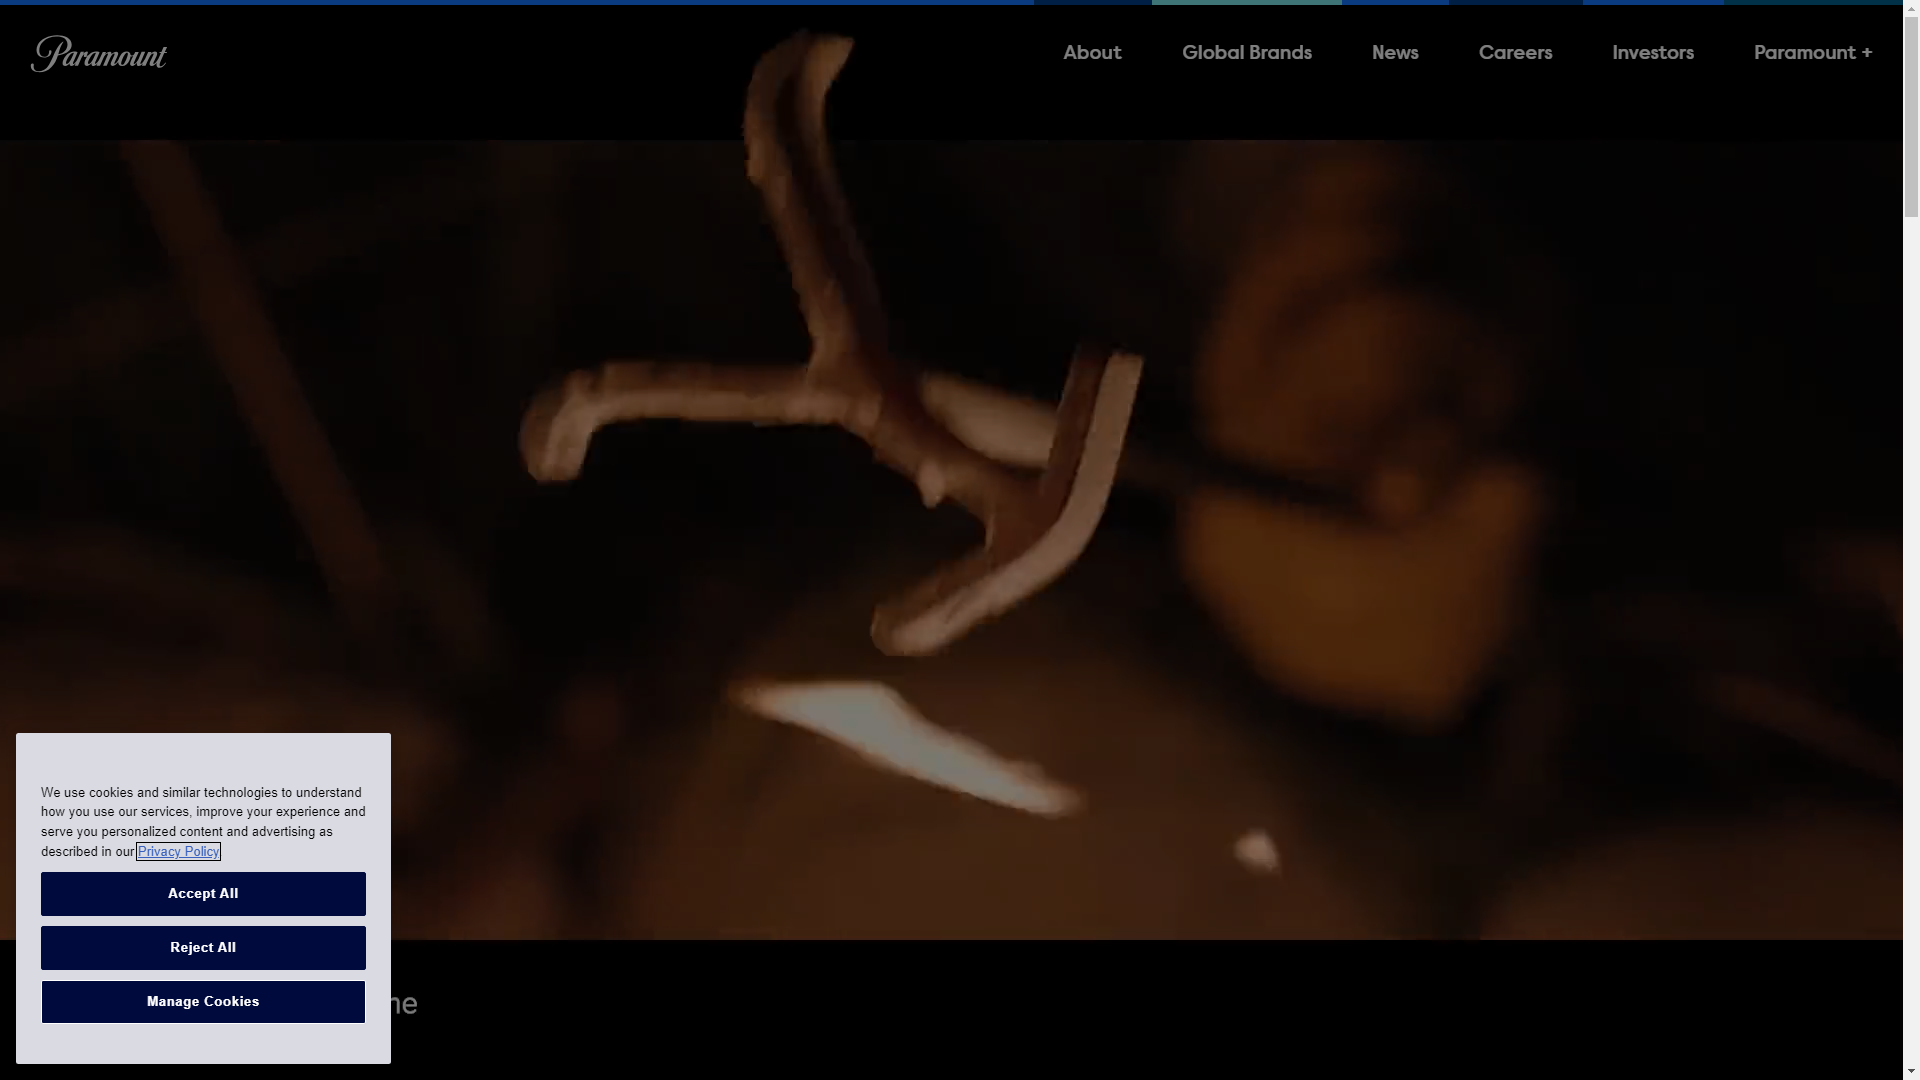 Paramount
About
Global Brands
News
Careers
Investors
Paramount +
We use cookies and similar technologies to understand
how you use our services, improve your experience and
serve you personalized content and advertising as
described in our Privacy Policy
Accept All
Reject All
Manage Cookies